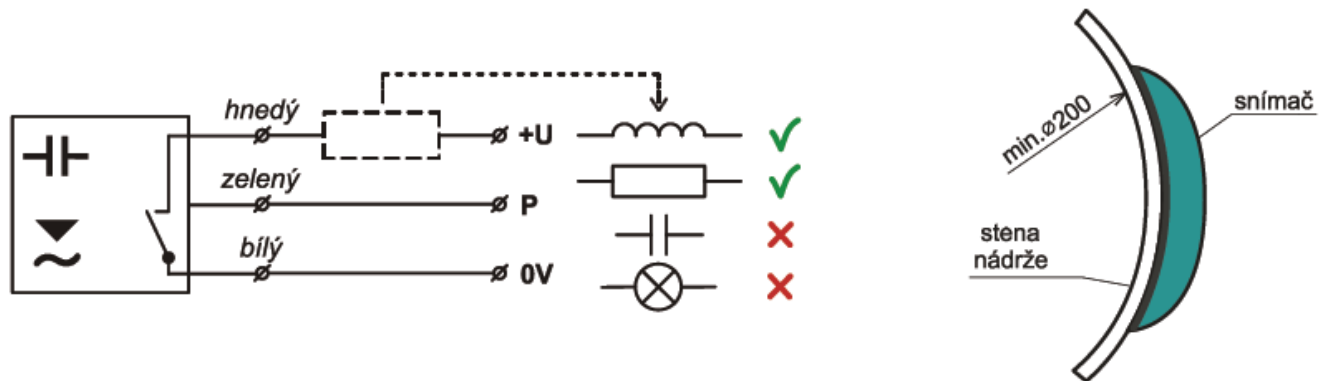 hnedý
+U
zelený
P
bílý
0V
min.⌀200
snímač
stena
nádrže